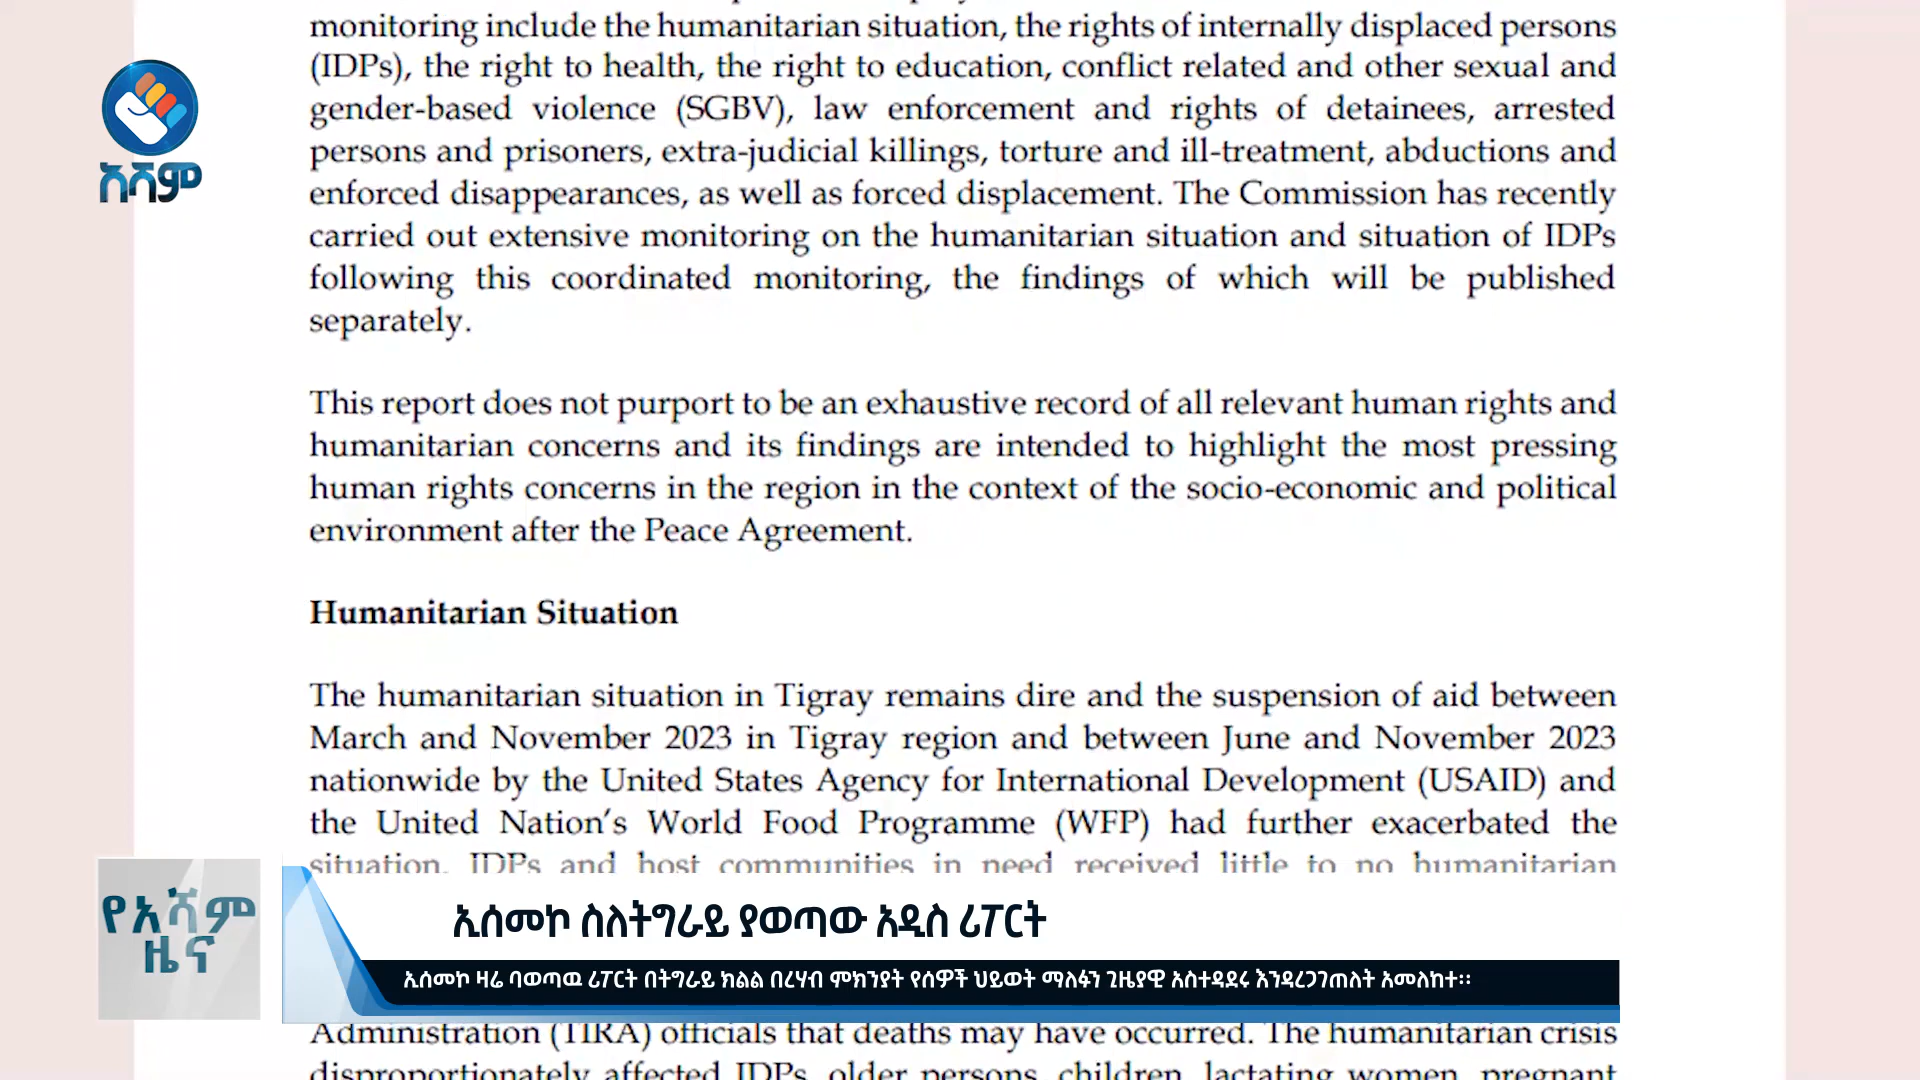 monitoring include the humanitarian situation, the rights of internally displaced persons
(IDPs), the right to health, the right to education, conflict related and other sexual and
gender-based violence (SGBV), law enforcement and rights of detainees, arrested
persons and prisoners, extra-judicial killings, torture and ill-treatment, abductions and
enforced disappearances, as well as forced displacement. The Commission has recently
carried out extensive monitoring on the humanitarian situation and situation of IDPs
following this coordinated monitoring, the findings of which will be published
separately.
አሻም
This report does not purport to be an exhaustive record of all relevant human rights and
humanitarian concerns and its findings are intended to highlight the most pressing
human rights concerns in the region in the context of the socio-economic and political
environment after the Peace Agreement.
Humanitarian Situation
The humanitarian situation in Tigray remains dire and the suspension of aid between
March and November 2023 in Tigray region and between June and November 2023
nationwide by the United States Agency for International Development (USAID) and
the United Nation's World Food Programme (WFP) had further exacerbated the
situation. IDPs and host communities in need received little to no humanitarian
የአሻም
ዜና
ኢሰመኮ ስለትግራይ ያወጣው አዲስ ሪፖርት
ኢሰመኮ ዛሬ ባወጣዉ ሪፖርት በትግራይ ክልል በረሃብ ምክንያት የሰዎች ህይወት ማለፉን ጊዜያዊ አስተዳደሩ እንዳረጋገጠለት አመለከተ፡፡
Administration (TIRA) officials that deaths may have occurred. The humanitarian crisis
disproportionately affected IDPs, older persons, children, lactating women, pregnant